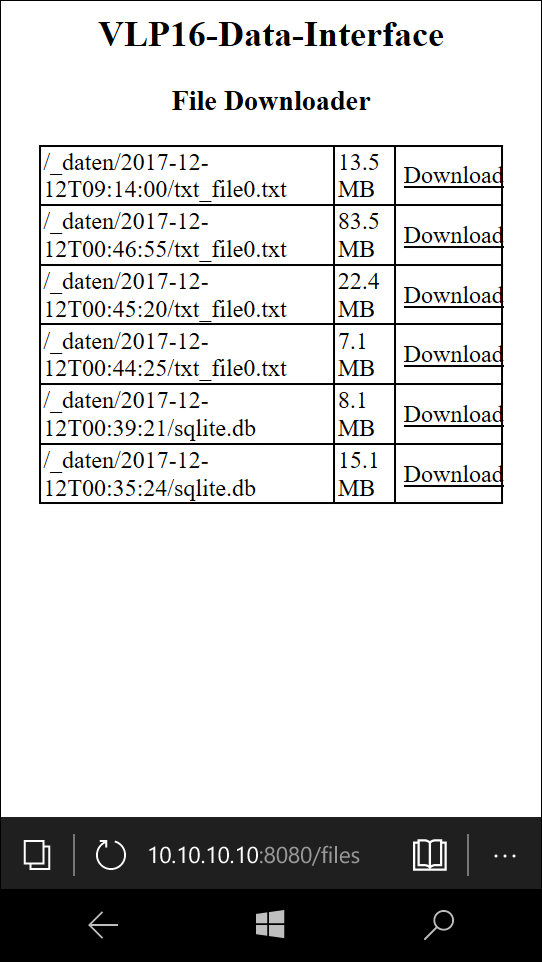 VLP16-Data-Interface
File Downloader
/_daten/2017-12-
12T09:14:00/txt_file0.txt
13.5
MB
Download
/_daten/2017-12-
12T00:46:55/txt_file0.txt
83.5
MB
Download
/_daten/2017-12-
12T00:45:20/txt_file0.txt
22.4
MB
Download
/_daten/2017-12-
12T00:44:25/txt_file0.txt
7.1
MB
Download
/_daten/2017-12-
12T00:39:21/sqlite.db
8.1
MB
Download
/_daten/2017-12-
12T00:35:24/sqlite.db
15.1
MB
Download
10.10.10.10:8080/files